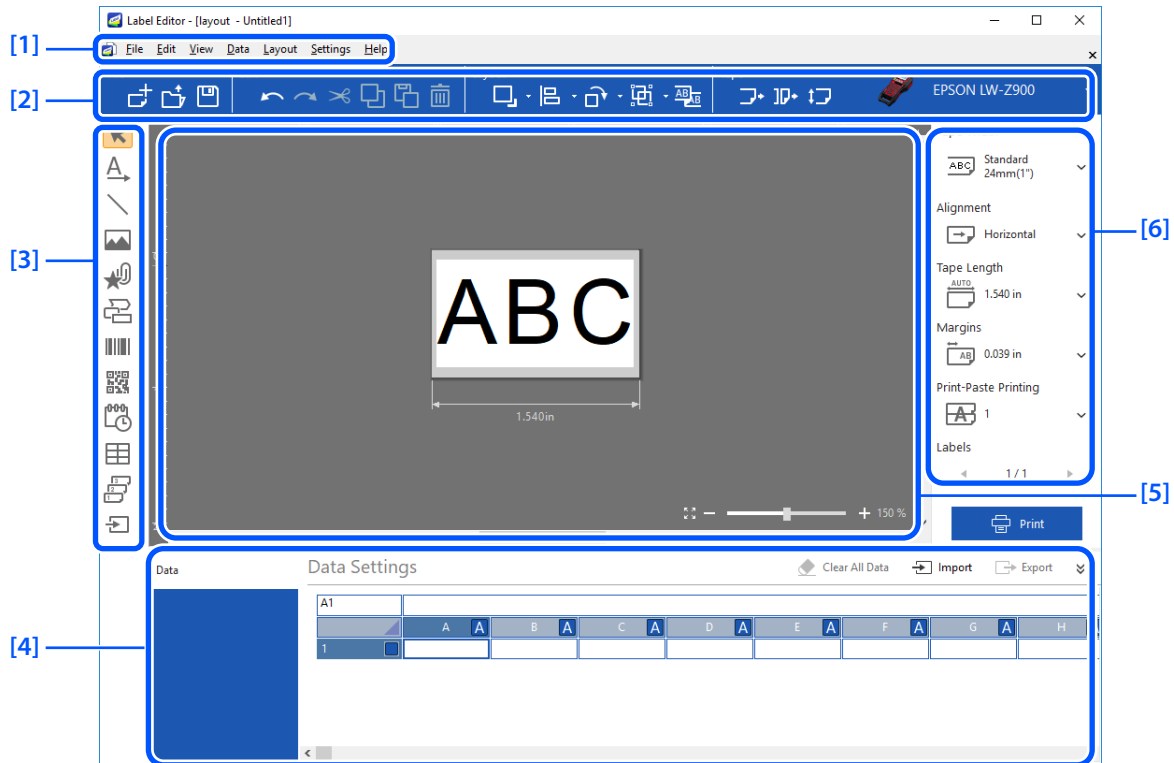 Label Editor - [layout - Untitled1]
[1]
File Edit View Data Layout Settings Help
[2]
EPSON LW-Z900
[3]
ABC
1.540in
150 %
Standard
24mm(1")
Alignment
Horizontal
Tape Length
AUTO
1.540 in
Margins
AB
0.039 in
Print-Paste Printing
A
1
Labels
1 / 1
[6]
[5]
Print
[4]
Data
Data Settings
Clear All Data Import Export
A1
A A B A C A D A E A F A G A H
1